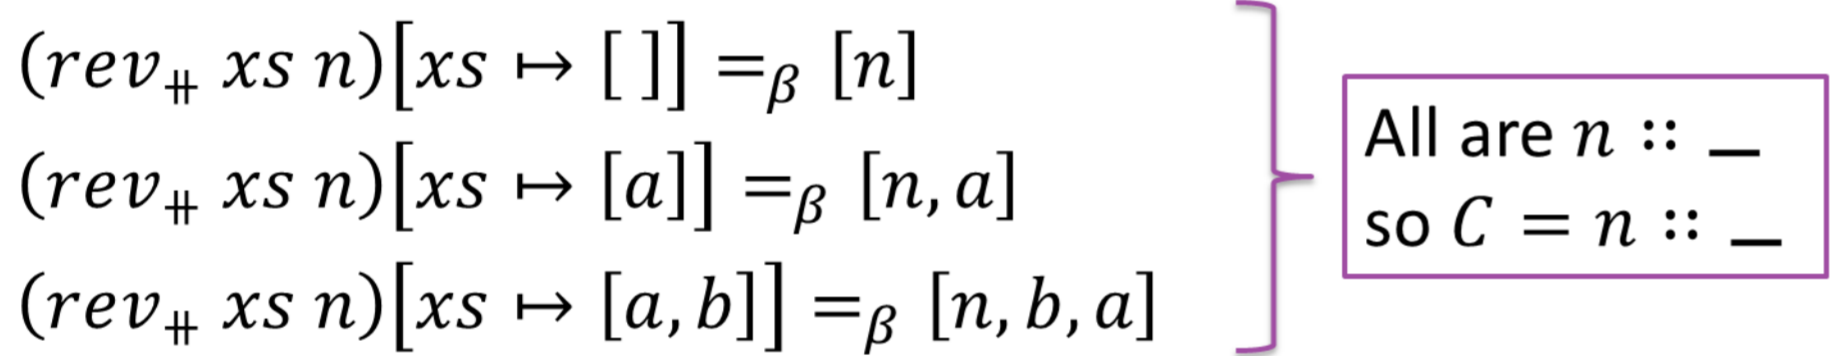 (rev⧺ xs n)[xs ↦ [ ]] =β [n]
(rev⧺ xs n)[xs ↦ [a]] =β [n, a]
(rev⧺ xs n)[xs ↦ [a, b]] =β [n, b, a]
All are n ∷ _
so C = n ∷ _